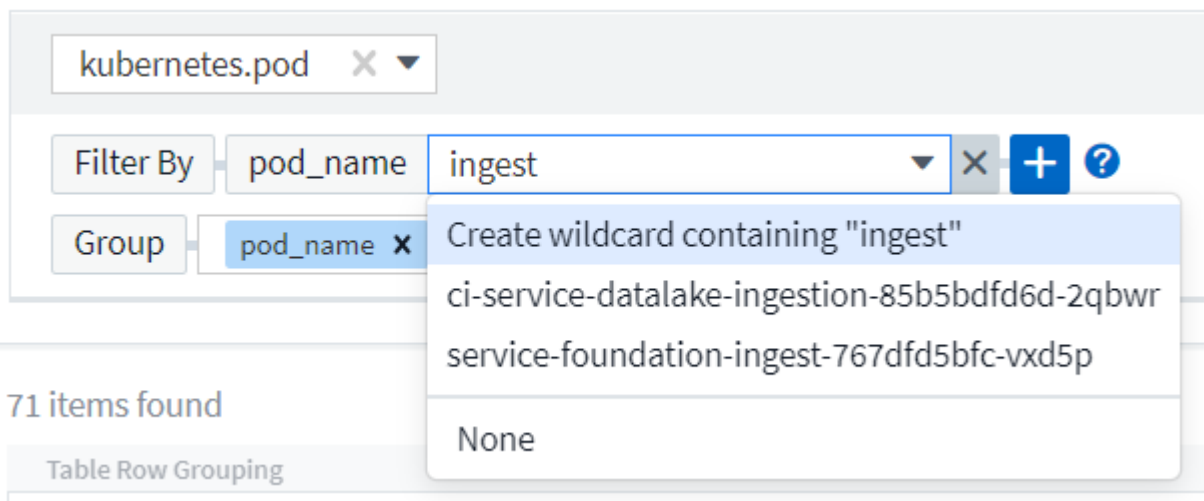 kubernetes.pod
Filter By pod_name ingest
Group pod_name
Create wildcard containing "ingest"
ci-service-datalake-ingestion-85b5bdfd6d-2qbwr
service-foundation-ingest-767dfd5bfc-vxd5p
None
71 items found
Table Row Grouping